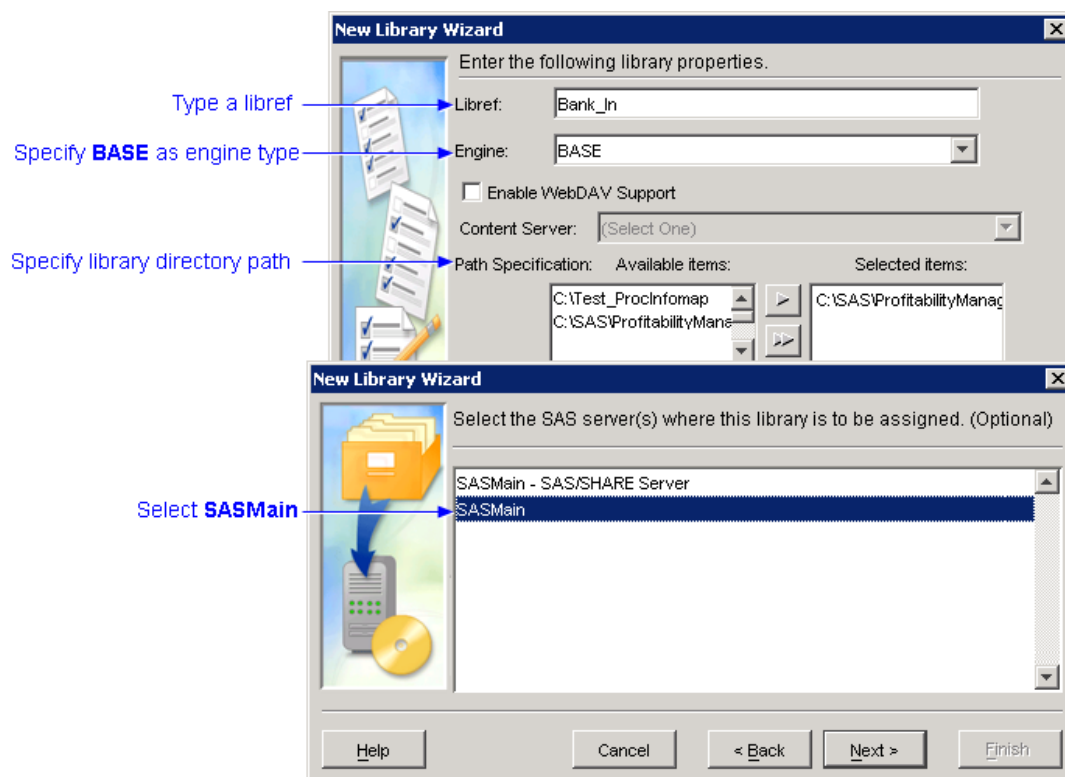 New Library Wizard
Enter the following library properties.
Type a libref
Libref:
Bank_In
Specify BASE as engine type
Engine:
BASE
Enable WebDAV Support
Content Server:
(Select One)
Specify library directory path
Path Specification:
Available items:
Selected items:
C:\Test_ProcInfomap
C:\SAS\ProfitabilityMana
C:\SAS\ProfitabilityManag
New Library Wizard
Select the SAS server(s) where this library is to be assigned. (Optional)
SASMain - SAS/SHARE Server
Select SASMain
SASMain
Help
Cancel
< Back
Next >
Finish